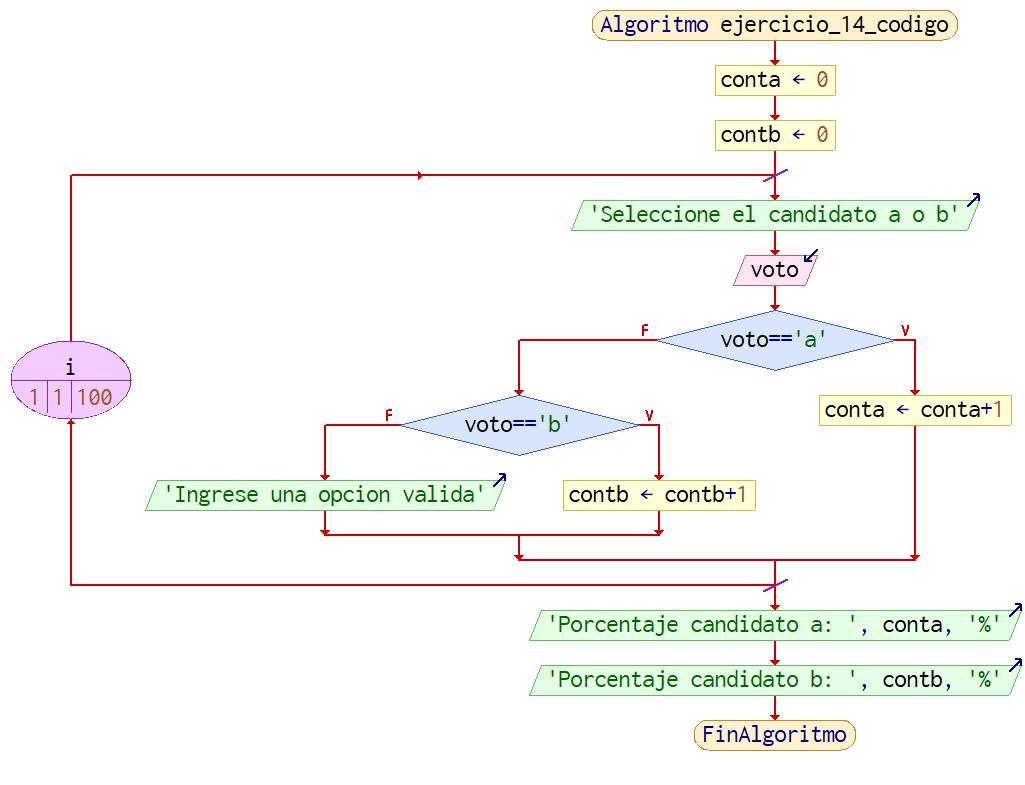 Algoritmo ejercicio_14_codigo
conta ← 0
contb ← 0
'Seleccione el candidato a o b'
voto
F
voto=='a'
V
i
1 1 100
conta ← conta+1
F
voto=='b'
V
'Ingrese una opcion valida'
contb ← contb+1
'Porcentaje candidato a: ', conta, '%'
'Porcentaje candidato b: ', contb, '%'
FinAlgoritmo